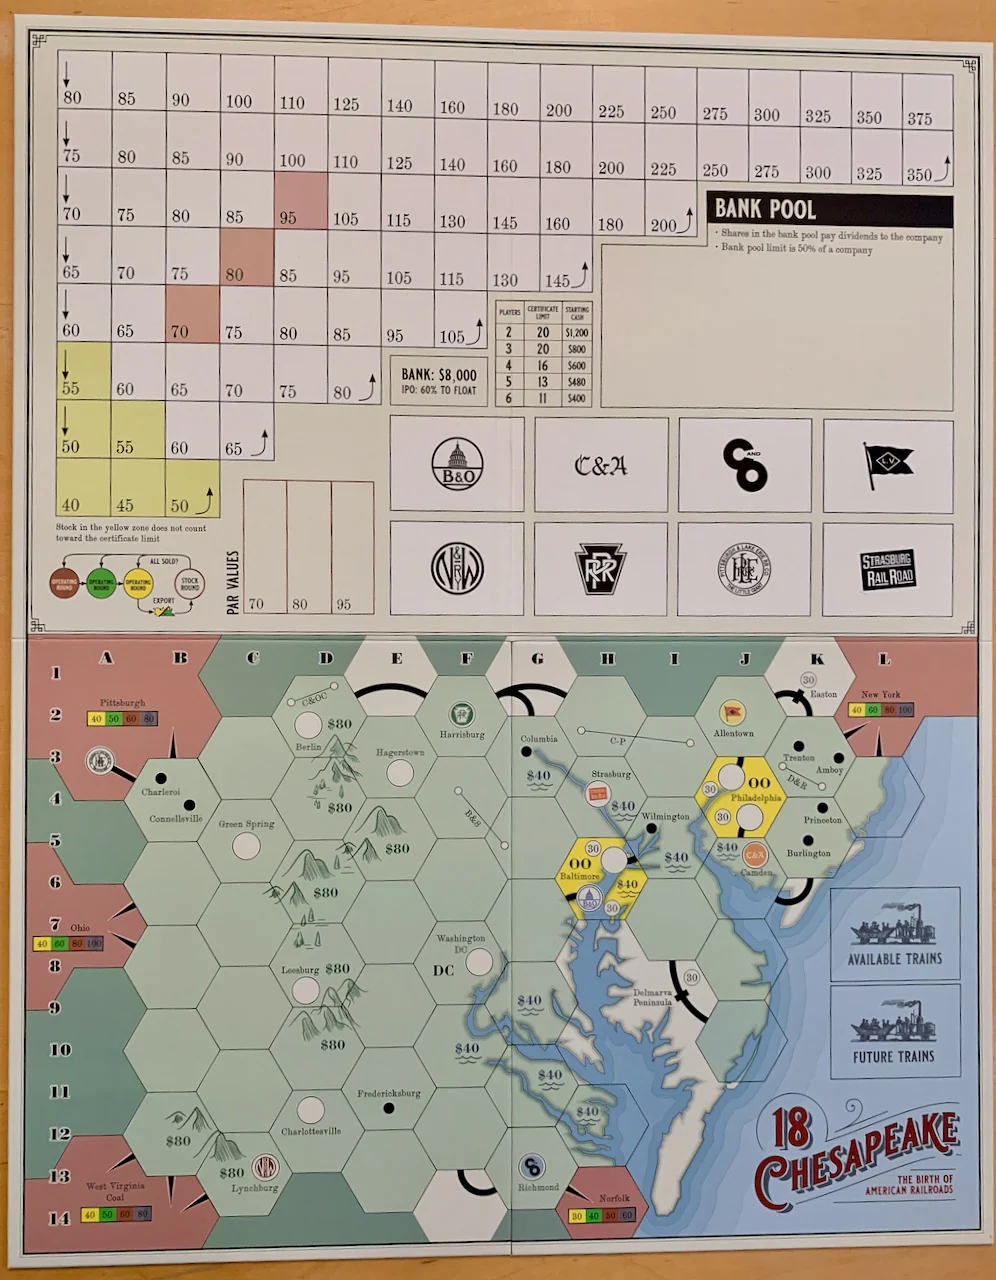 80 85 90 100 110 125 140 160 180 200 225 250 275 300 325 350 375
75 80 85 90 100 110 125 140 160 180 200 225 250 275 300 325 350
70 75 80 85 95 105 115 130 145 160 180 200
65 70 75 80 85 95 105 115 130 145
60 65 70 75 80 85 95 105
55 60 65 70 75 80
50 55 60 65
40 45 50
BANK POOL
· Shares in the bank pool pay dividends to the company
· Bank pool limit is 50% of a company
PLAYERS CERTIFICATE LIMIT STARTING CASH
2 20 $1,200
3 20 $800
4 16 $600
5 13 $480
6 11 $400
BANK: $8,000
IPO: 60% TO FLOAT
B&O
C&A
C AND O
L.V.
N&W RY
PRR
PITTSBURGH & LAKE ERIE RR CO.
P&LE
THE LITTLE GIANT
STRASBURG
RAIL ROAD
Stock in the yellow zone does not count
toward the certificate limit
ALL SOLD?
OPERATING ROUND
OPERATING ROUND
OPERATING ROUND
STOCK ROUND
EXPORT
PAR VALUES
70 80 95
A B C D E F G H I J K L
1
2
3
4
5
6
7
8
9
10
11
12
13
14
Pittsburgh
40 50 60 80
C&OC
$80
Berlin
Harrisburg
Hagerstown
Columbia
$40
C-P
Allentown
30
Easton
New York
40 60 80 100
Trenton
Amboy
D&R
Charleroi
Connellsville
$80
B&S
Strasburg
$40
Wilmington
30
OO
Philadelphia
30
Princeton
Green Spring
$80
30
OO
Baltimore
B&O
$40
30
$40
$40
C&A
Camden
Burlington
$80
Ohio
40 60 80 100
Washington
DC
DC
Leesburg
$80
$80
$40
Delmarva
Peninsula
30
$40
$40
$40
Fredericksburg
Charlottesville
$80
$80
Lynchburg
West Virginia
Coal
40 50 60 80
Richmond
Norfolk
30 40 50 60
AVAILABLE TRAINS
FUTURE TRAINS
18
CHESAPEAKE
THE BIRTH OF
AMERICAN RAILROADS